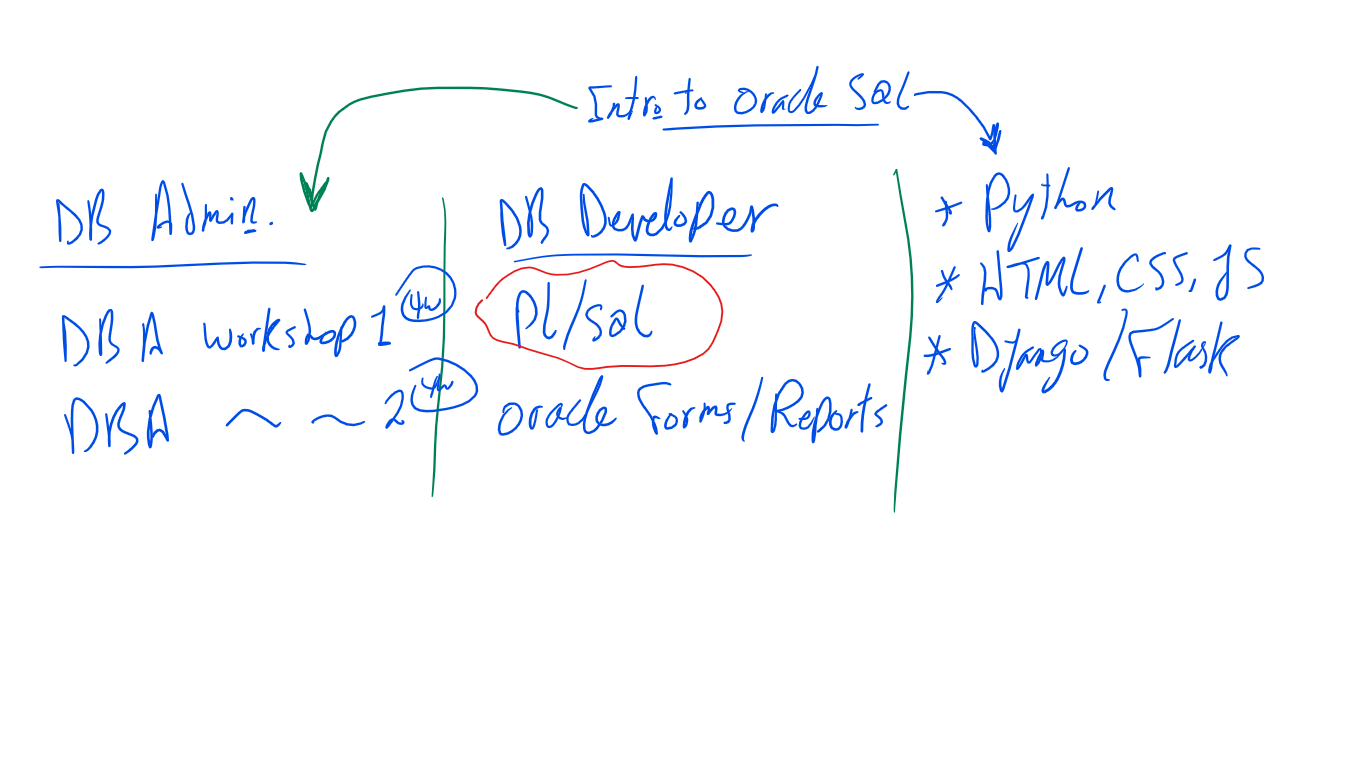 Intro to Oracle SQL
DB Admin.
DBA workshop 1 4w
DBA ~ ~ 2 4w
DB Developer
PL/SQL
Oracle Forms/Reports
* Python
* HTML, CSS, JS
* Django/Flask